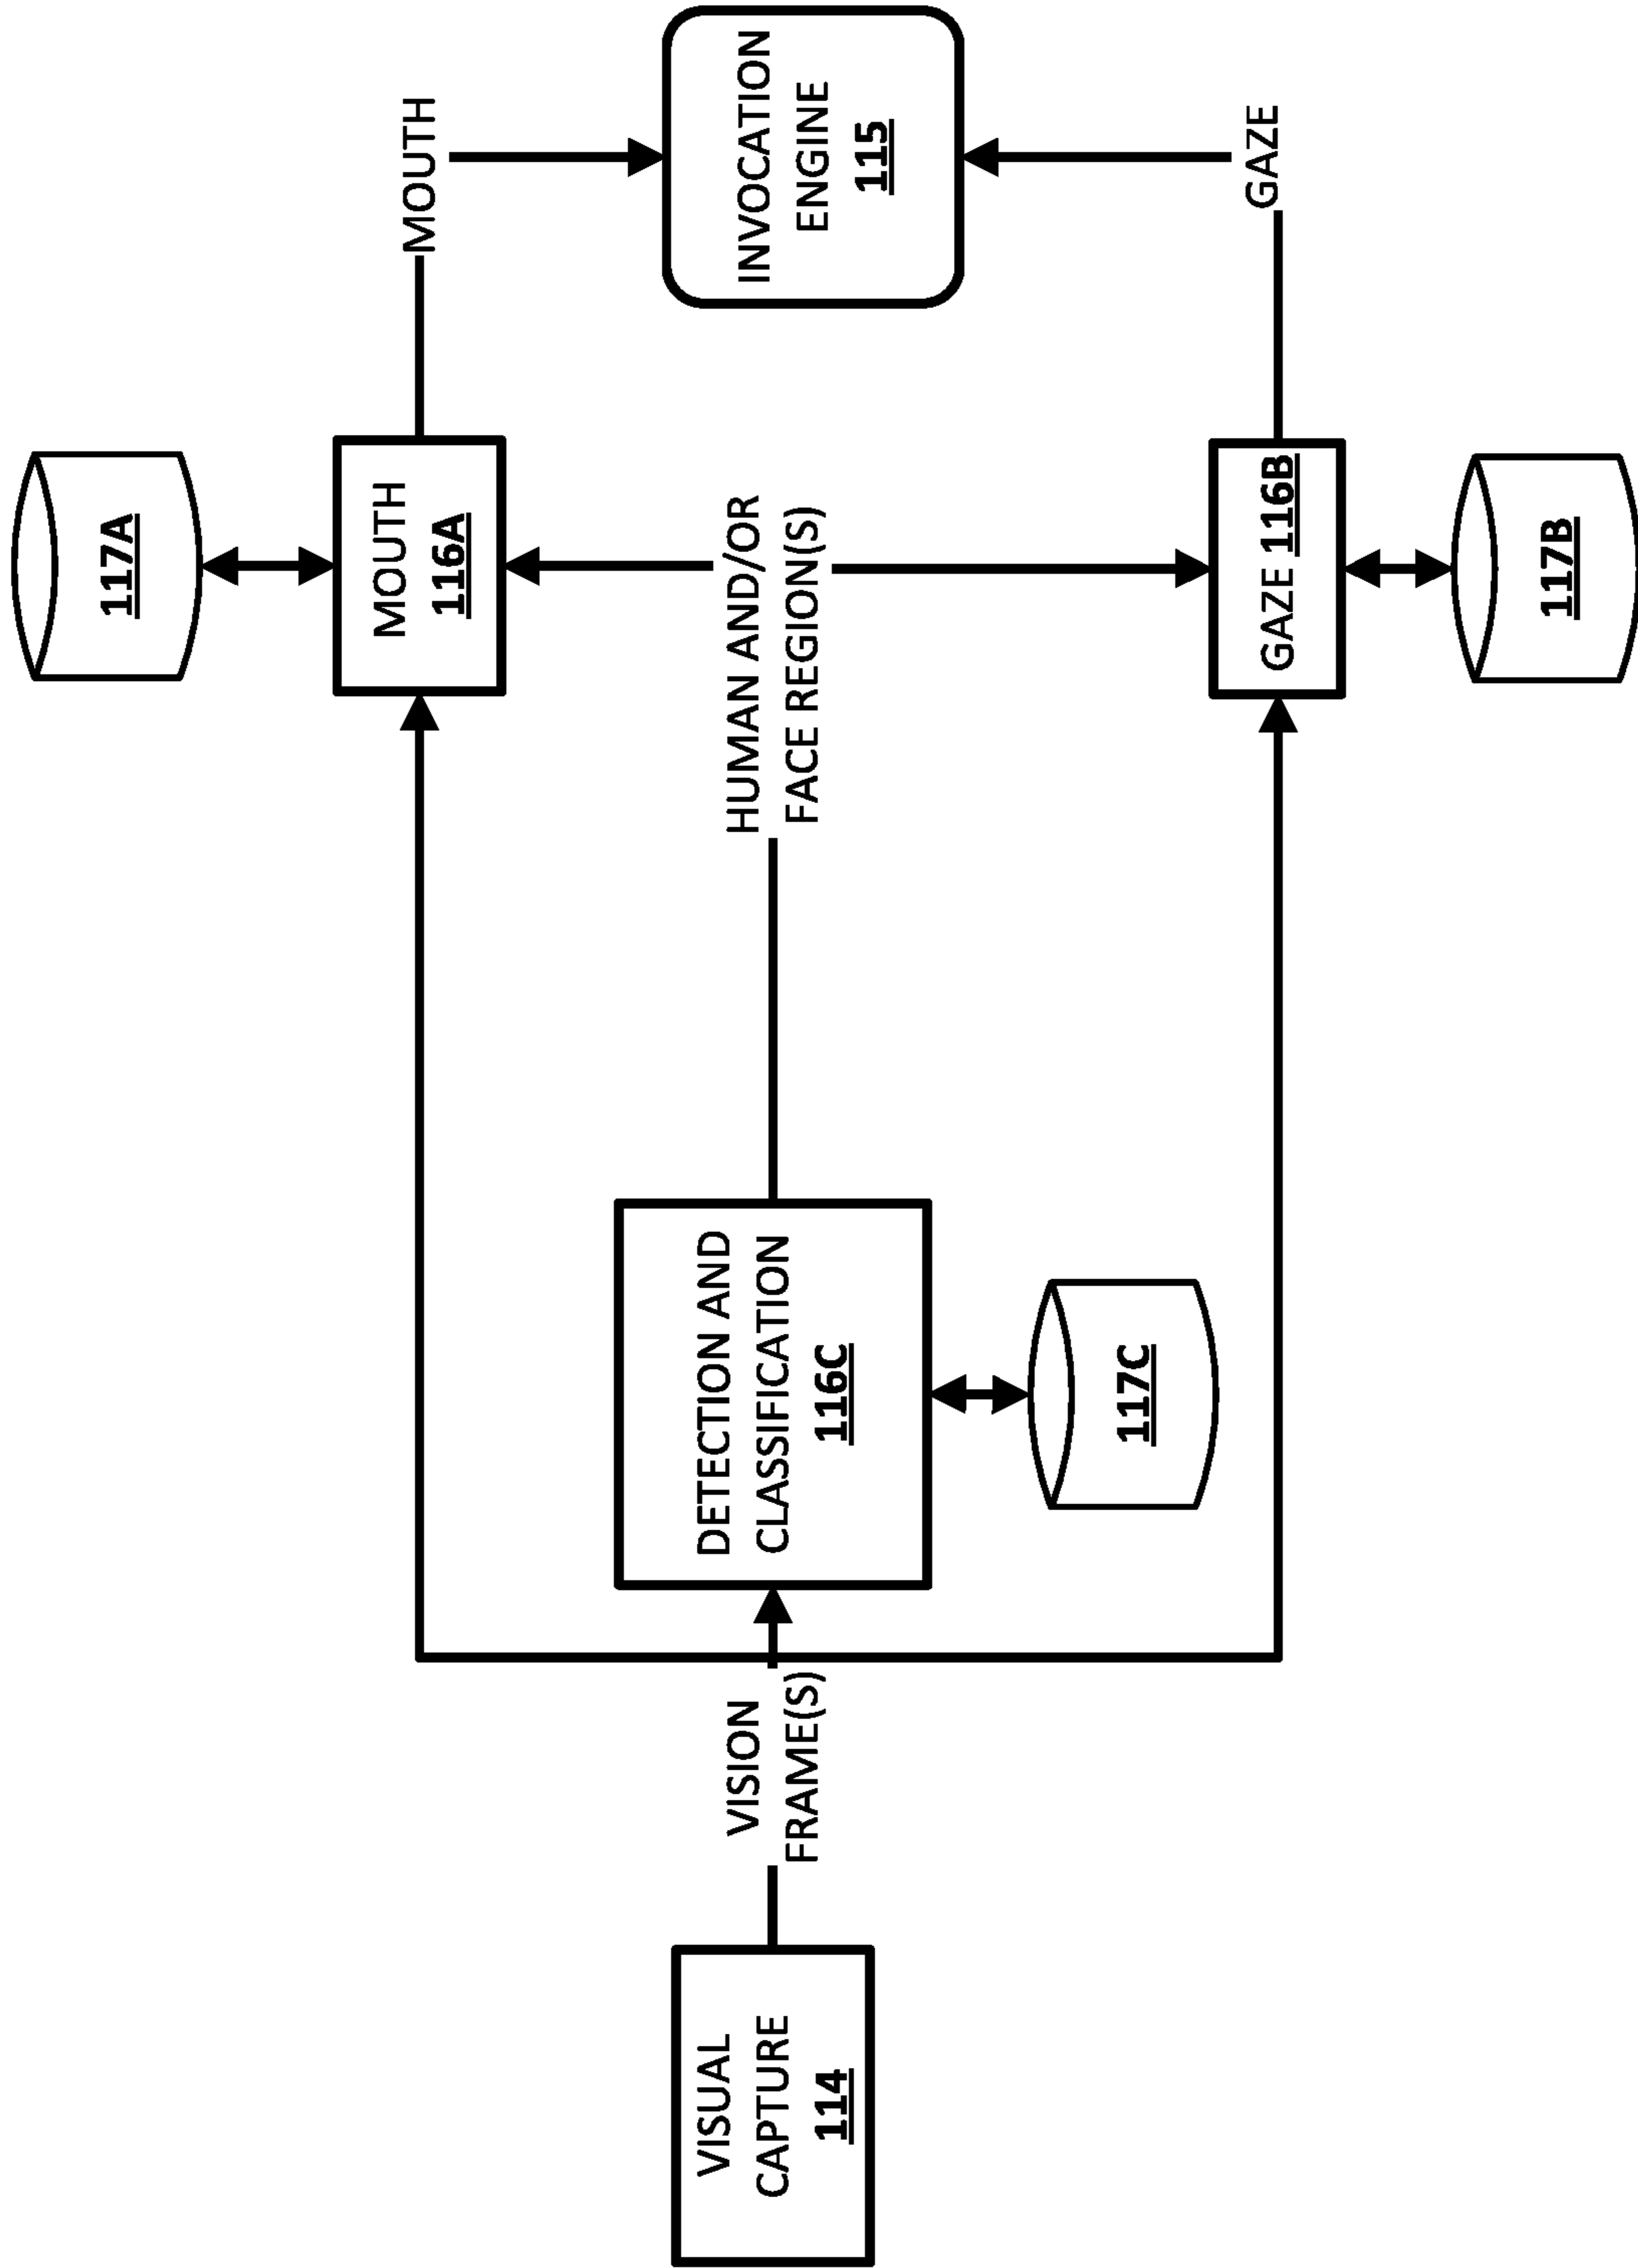 VISUAL
CAPTURE
114
VISION
FRAME(S)
DETECTION AND
CLASSIFICATION
116C
117C
HUMAN AND/OR
FACE REGION(S)
117A
MOUTH
116A
MOUTH
GAZE 116B
117B
GAZE
INVOCATION
ENGINE
115